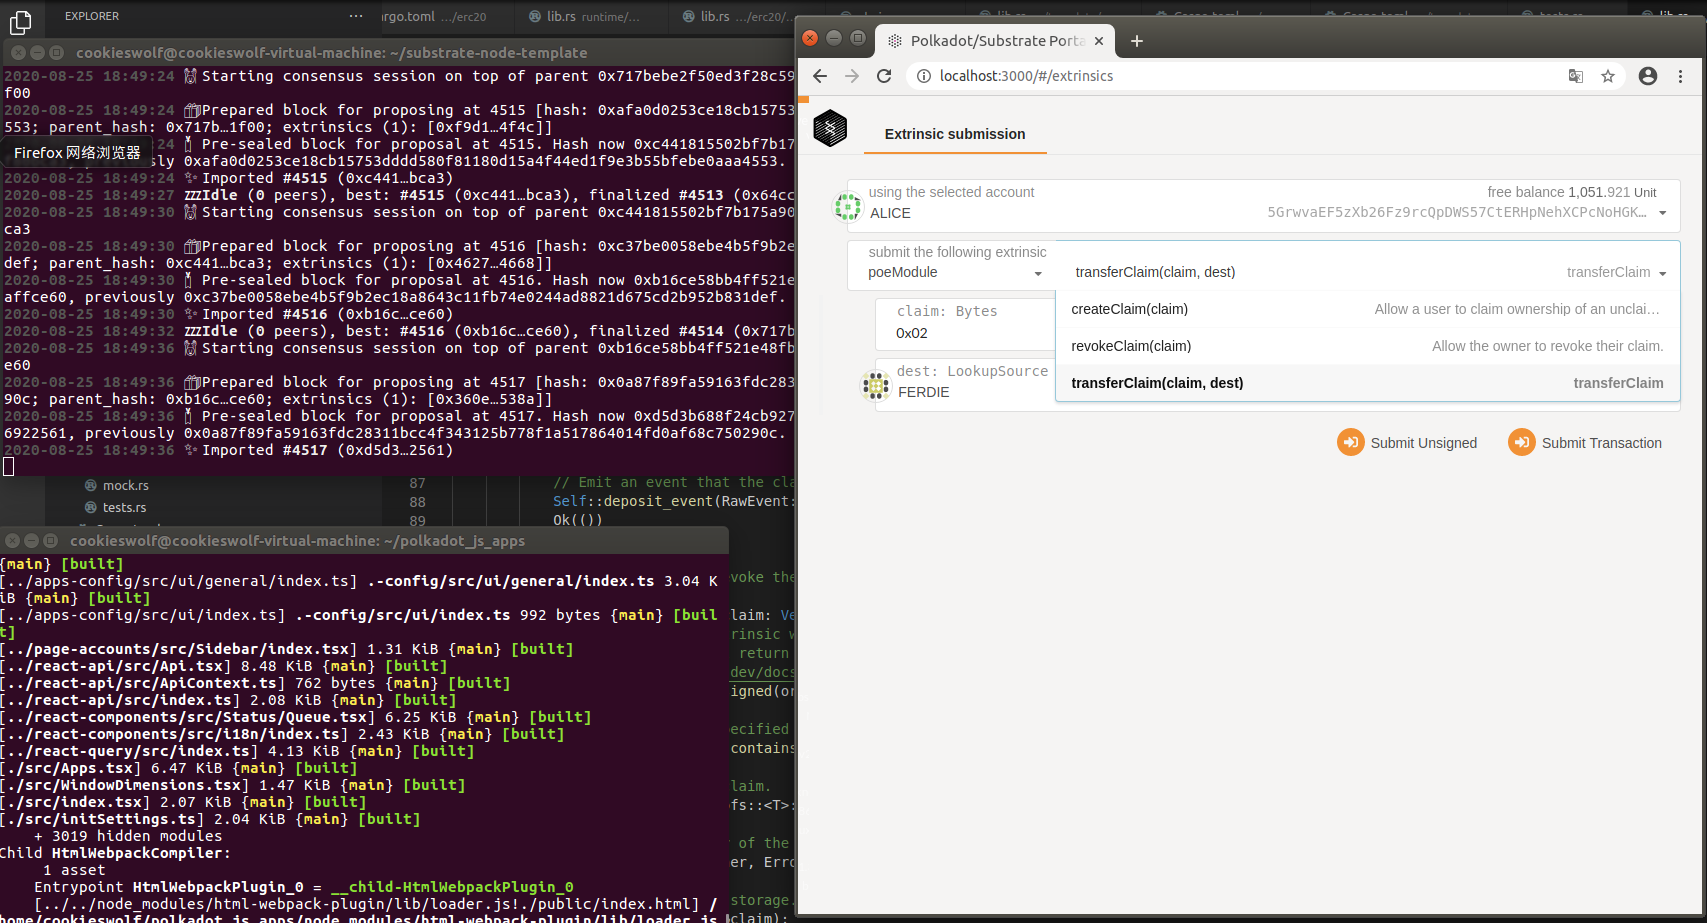 EXPLORER
···
argo.toml .../erc20
lib.rs runtime/...
lib.rs .../erc20/...
cookieswolf@cookieswolf-virtual-machine: ~/substrate-node-template
2020-08-25 18:49:24 Starting consensus session on top of parent 0x717bebe2f50ed3f28c59
f00
2020-08-25 18:49:24 Prepared block for proposing at 4515 [hash: 0xafa0d0253ce18cb15753
553; parent_hash: 0x717b…1f00; extrinsics (1): [0xf9d1…4f4c]]
24 Pre-sealed block for proposal at 4515. Hash now 0xc441815502bf7b17
Firefox 网络浏览器
y 0xafa0d0253ce18cb15753dddd580f81180d15a4f44ed1f9e3b55bfebe0aaa4553.
2020-08-25 18:49:24 Imported #4515 (0xc441…bca3)
2020-08-25 18:49:27 Idle (0 peers), best: #4515 (0xc441…bca3), finalized #4513 (0x64cc
2020-08-25 18:49:30 Starting consensus session on top of parent 0xc441815502bf7b175a90
ca3
2020-08-25 18:49:30 Prepared block for proposing at 4516 [hash: 0xc37be0058ebe4b5f9b2e
def; parent_hash: 0xc441…bca3; extrinsics (1): [0x4627…4668]]
2020-08-25 18:49:30 Pre-sealed block for proposal at 4516. Hash now 0xb16ce58bb4ff521e
affce60, previously 0xc37be0058ebe4b5f9b2ec18a8643c11fb74e0244ad8821d675cd2b952b831def.
2020-08-25 18:49:30 Imported #4516 (0xb16c…ce60)
2020-08-25 18:49:32 Idle (0 peers), best: #4516 (0xb16c…ce60), finalized #4514 (0x717b
2020-08-25 18:49:36 Starting consensus session on top of parent 0xb16ce58bb4ff521e48fb
e60
2020-08-25 18:49:36 Prepared block for proposing at 4517 [hash: 0x0a87f89fa59163fdc283
90c; parent_hash: 0xb16c…ce60; extrinsics (1): [0x360e…538a]]
2020-08-25 18:49:36 Pre-sealed block for proposal at 4517. Hash now 0xd5d3b688f24cb927
6922561, previously 0x0a87f89fa59163fdc28311bcc4f343125b778f1a517864014fd0af68c750290c.
2020-08-25 18:49:36 Imported #4517 (0xd5d3…2561)
mock.rs
tests.rs
87 // Emit an event that the cla
88 Self::deposit_event(RawEvent:
89 Ok(())
cookieswolf@cookieswolf-virtual-machine: ~/polkadot_js_apps
{main} [built]
[../apps-config/src/ui/general/index.ts] .-config/src/ui/general/index.ts 3.04 K
iB {main} [built]
[../apps-config/src/ui/index.ts] .-config/src/ui/index.ts 992 bytes {main} [buil
t]
[../page-accounts/src/Sidebar/index.tsx] 1.31 KiB {main} [built]
[../react-api/src/Api.tsx] 8.48 KiB {main} [built]
[../react-api/src/ApiContext.ts] 762 bytes {main} [built]
[../react-api/src/index.ts] 2.08 KiB {main} [built]
[../react-components/src/Status/Queue.tsx] 6.25 KiB {main} [built]
[../react-components/src/i18n/index.ts] 2.43 KiB {main} [built]
[../react-query/src/index.ts] 4.13 KiB {main} [built]
[./src/Apps.tsx] 6.47 KiB {main} [built]
[./src/WindowDimensions.tsx] 1.47 KiB {main} [built]
[./src/index.tsx] 2.07 KiB {main} [built]
[./src/initSettings.ts] 2.04 KiB {main} [built]
+ 3019 hidden modules
Child HtmlWebpackCompiler:
1 asset
Entrypoint HtmlWebpackPlugin_0 = __child-HtmlWebpackPlugin_0
[../../node_modules/html-webpack-plugin/lib/loader.js!./public/index.html] /
home/cookieswolf/polkadot_js_apps/node_modules/html-webpack-plugin/lib/loader.js
voke the
laim: Ve
rinsic w
return
dev/docs
igned(or
ecified
contains
laim.
fs::<T>:
of the
er, Erro
storage.
claim);
Polkadot/Substrate Porta
localhost:3000/#/extrinsics
Extrinsic submission
using the selected account
free balance 1,051.921 Unit
ALICE
5GrwvaEF5zXb26Fz9rcQpDWS57CtERHpNehXCPcNoHGK…
submit the following extrinsic
poeModule
transferClaim(claim, dest)
transferClaim
createClaim(claim)
Allow a user to claim ownership of an unclai…
revokeClaim(claim)
Allow the owner to revoke their claim.
transferClaim(claim, dest)
transferClaim
claim: Bytes
0x02
dest: LookupSource
FERDIE
Submit Unsigned
Submit Transaction